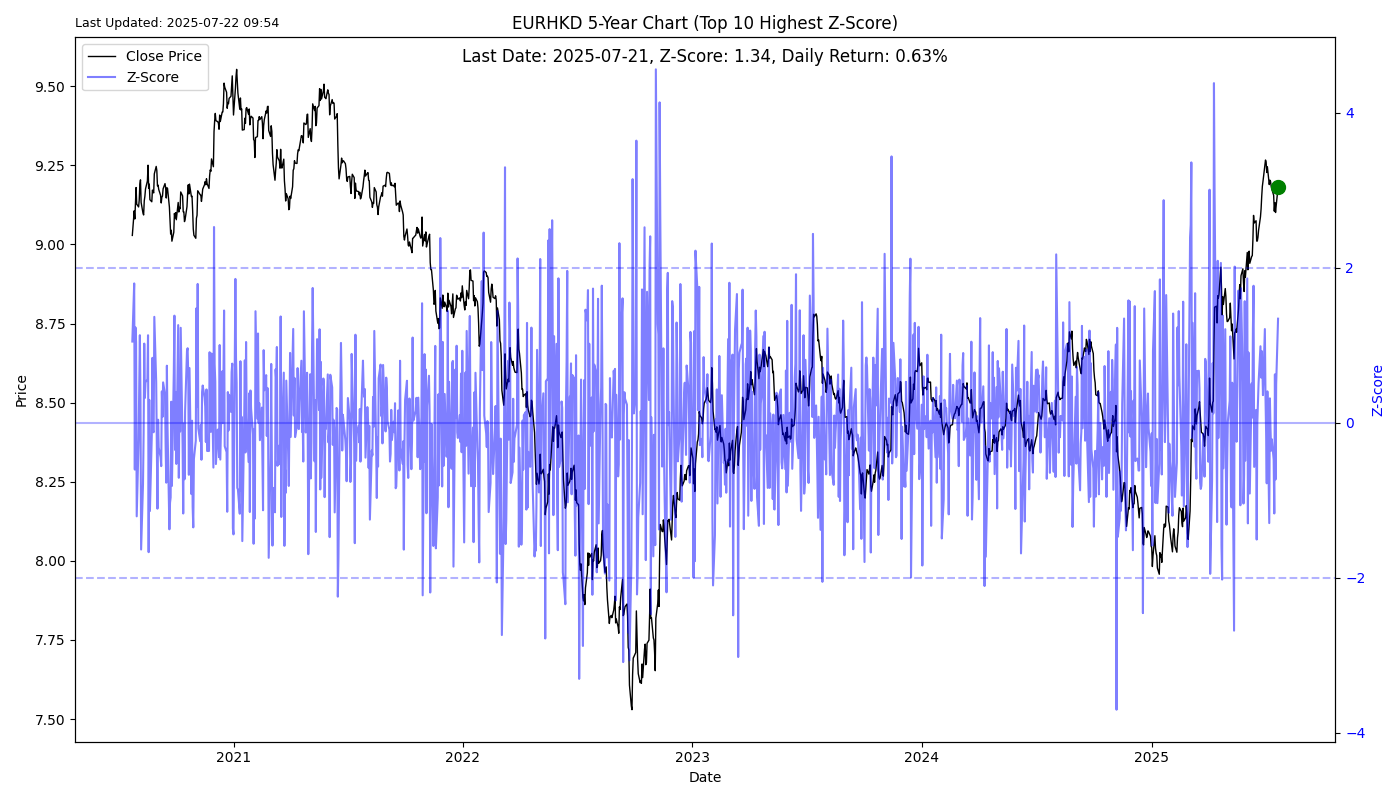 Last Updated: 2025-07-22 09:54
EURHKD 5-Year Chart (Top 10 Highest Z-Score)
Last Date: 2025-07-21, Z-Score: 1.34, Daily Return: 0.63%
Close Price
Z-Score
9.50
9.25
9.00
8.75
8.50
8.25
8.00
7.75
7.50
Price
4
2
0
−2
−4
Z-Score
2021
2022
2023
2024
2025
Date